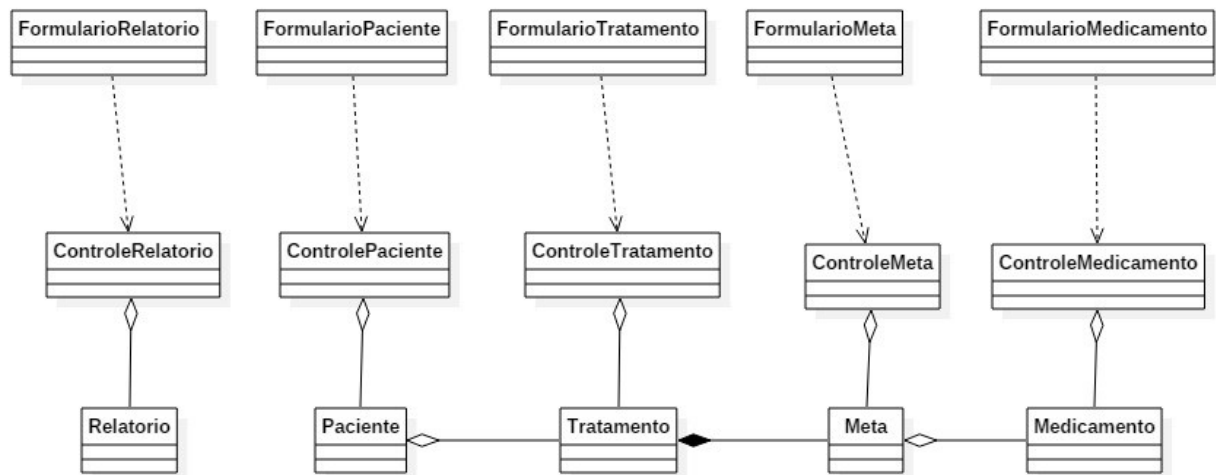 FormularioRelatorio
FormularioPaciente
FormularioTratamento
FormularioMeta
FormularioMedicamento
ControleRelatorio
ControlePaciente
ControleTratamento
ControleMeta
ControleMedicamento
Relatorio
Paciente
Tratamento
Meta
Medicamento